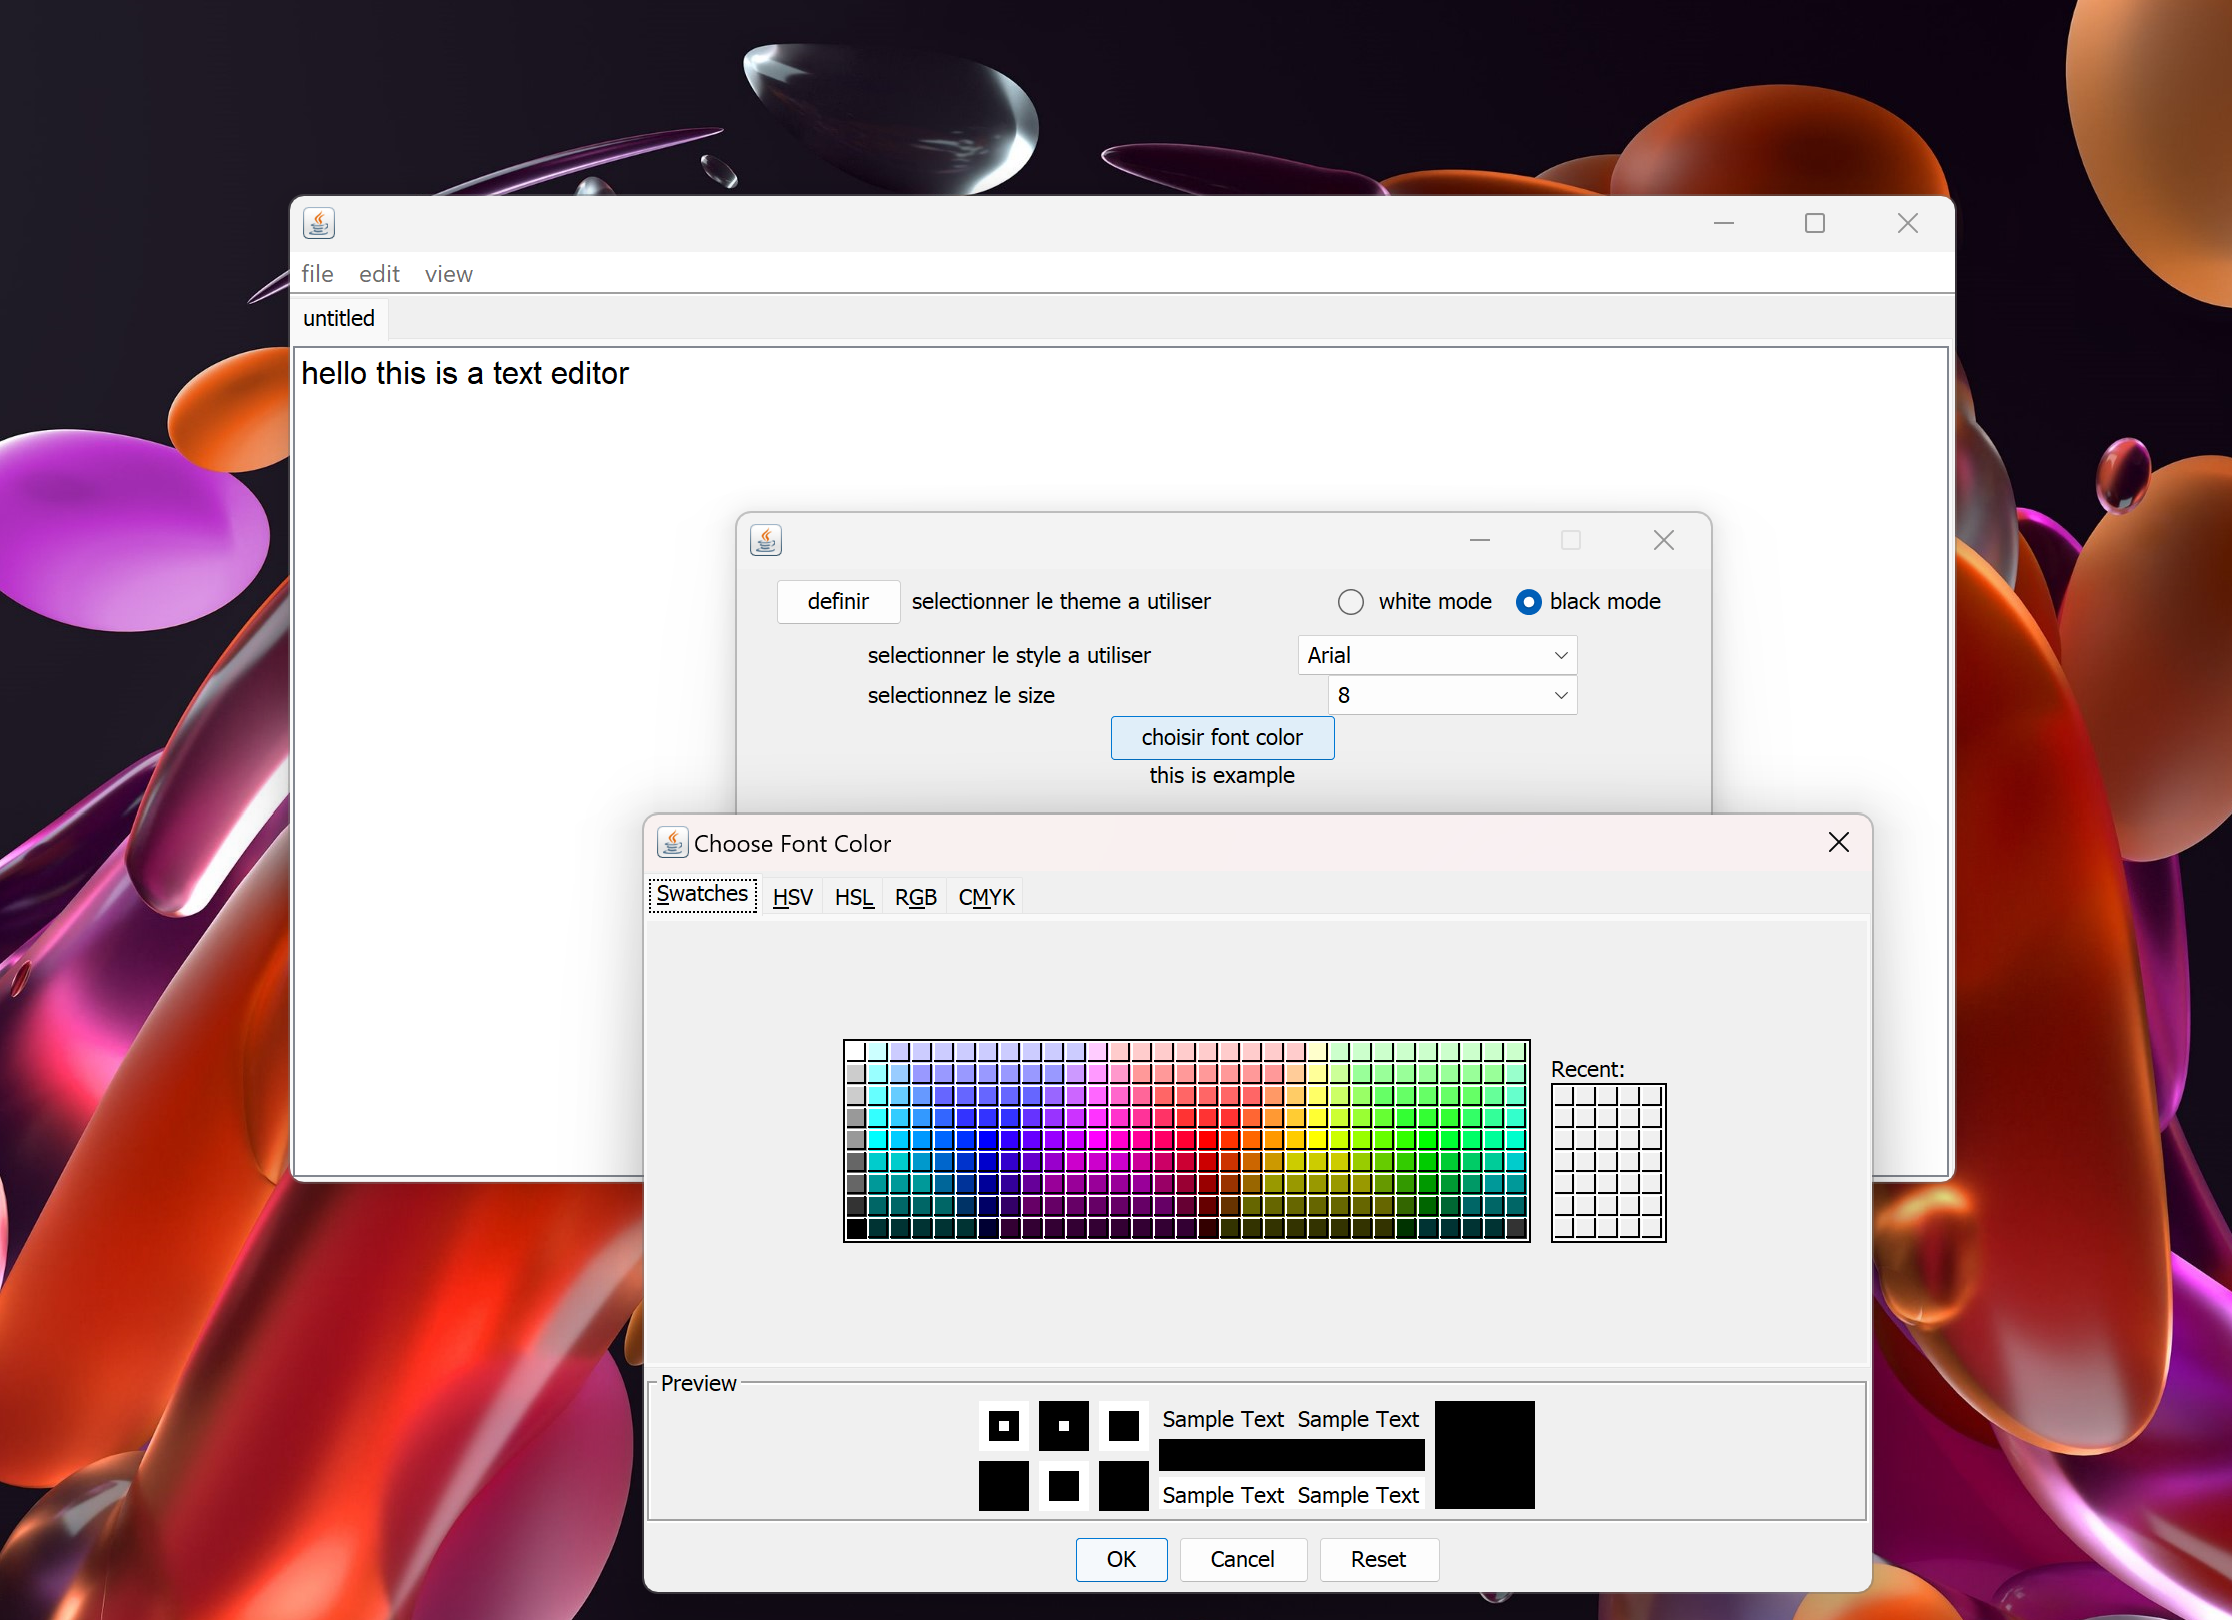 file edit view
untitled
hello this is a text editor
definir selectionner le theme a utiliser white mode black mode
selectionner le style a utiliser Arial
selectionnez le size 8
choisir font color
this is example
Choose Font Color
Swatches HSV HSL RGB CMYK
Recent:
Preview
Sample Text Sample Text
Sample Text Sample Text
OK Cancel Reset